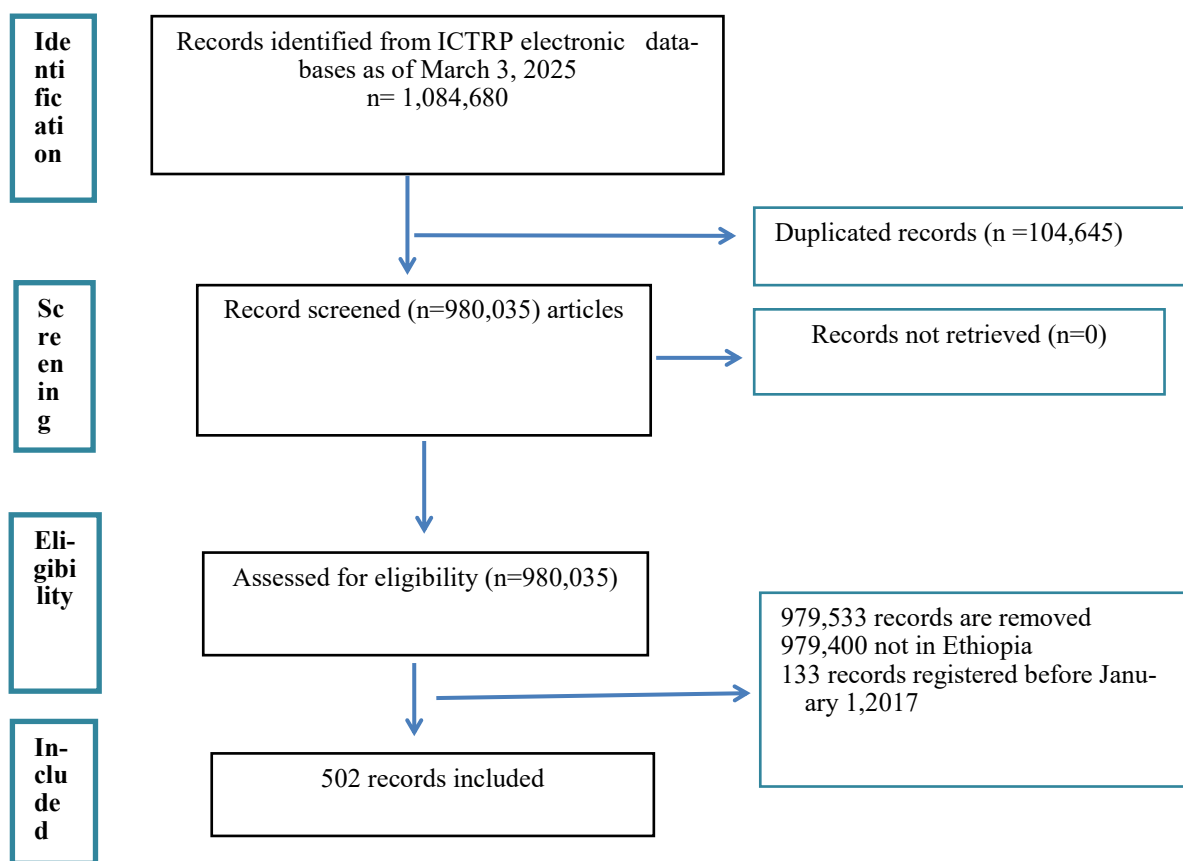 Ide
nti
fic
ati
on
Records identified from ICTRP electronic data-
bases as of March 3, 2025
n= 1,084,680
Duplicated records (n =104,645)
Sc
re
en
in
g
Record screened (n=980,035) articles
Records not retrieved (n=0)
Eli-
gibi
lity
Assessed for eligibility (n=980,035)
979,533 records are removed
979,400 not in Ethiopia
133 records registered before Janu-
ary 1,2017
In-
clu
de
d
502 records included